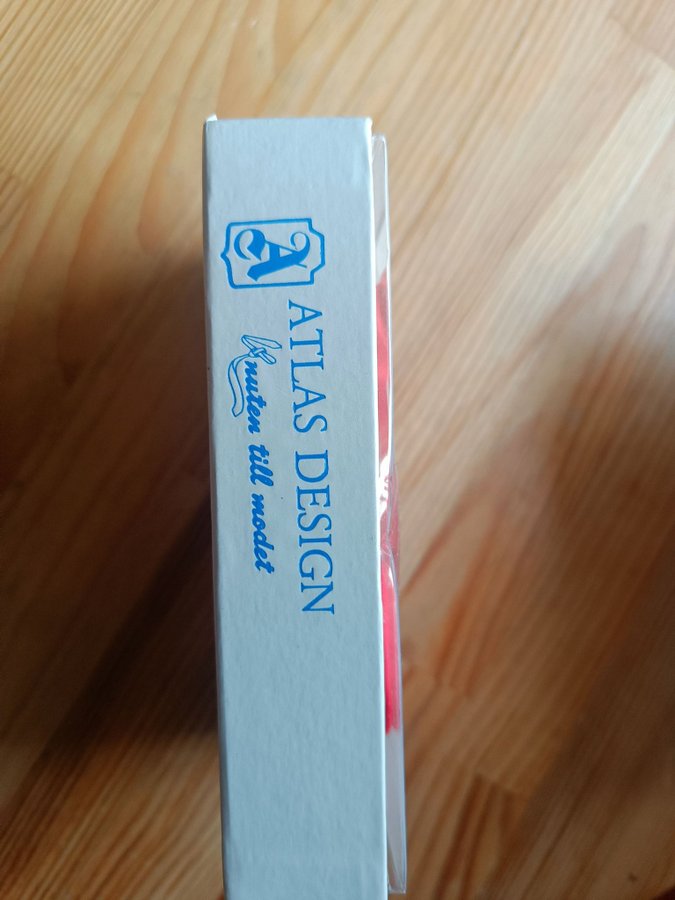 A
ATLAS DESIGN
Knuten till modet